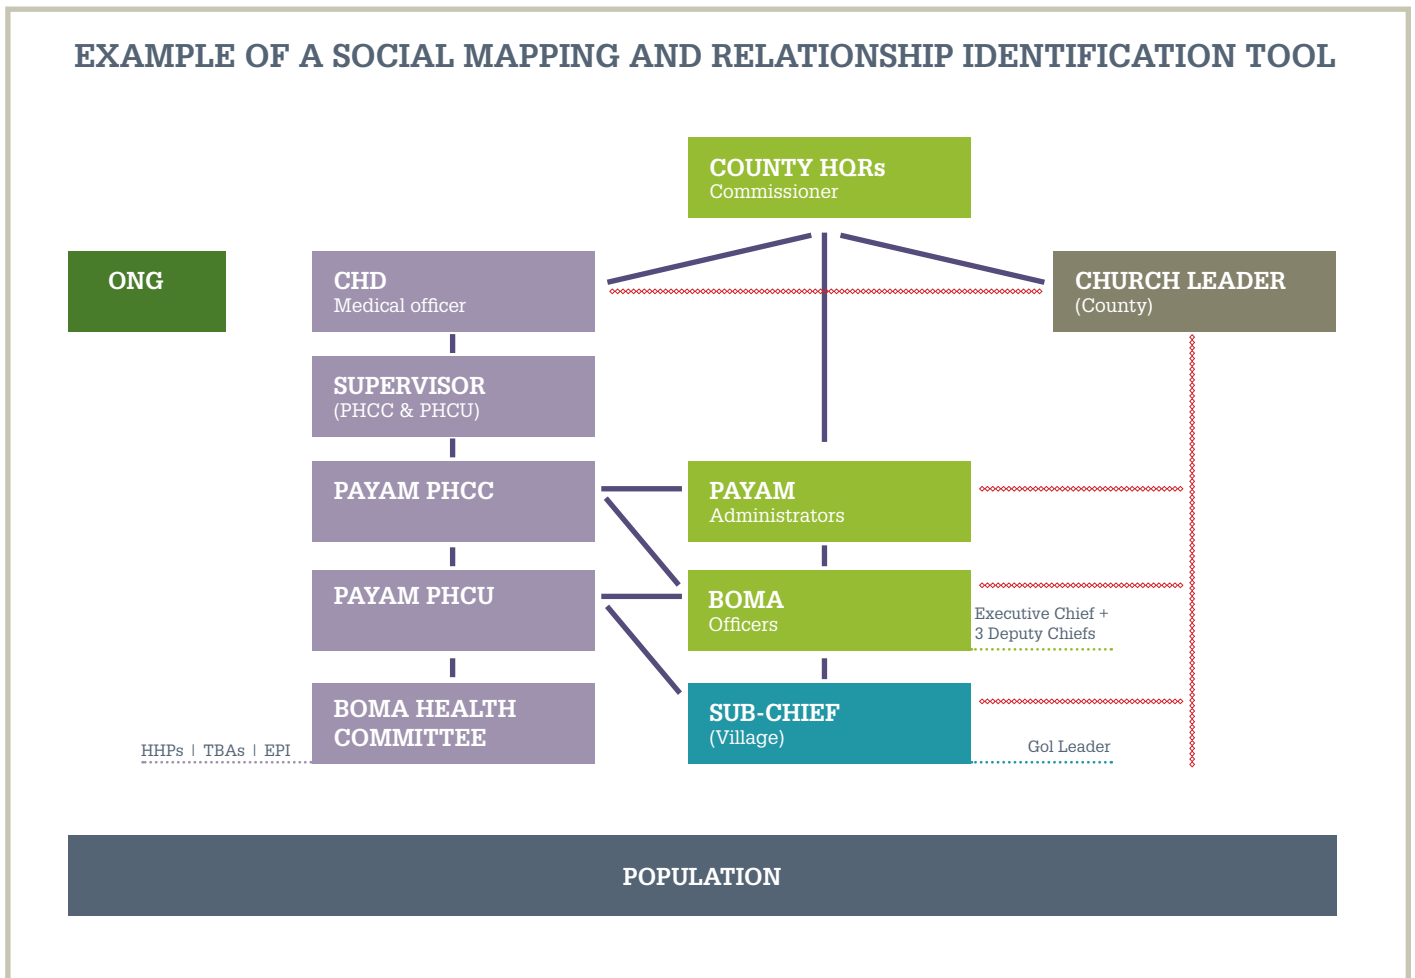 EXAMPLE OF A SOCIAL MAPPING AND RELATIONSHIP IDENTIFICATION TOOL
COUNTY HQRs
Commissioner
ONG
CHD
Medical officer
CHURCH LEADER
(County)
SUPERVISOR
(PHCC & PHCU)
PAYAM PHCC
PAYAM
Administrators
PAYAM PHCU
BOMA
Officers
Executive Chief +
3 Deputy Chiefs
BOMA HEALTH
COMMITTEE
HHPs | TBAs | EPI
SUB-CHIEF
(Village)
Gol Leader
POPULATION